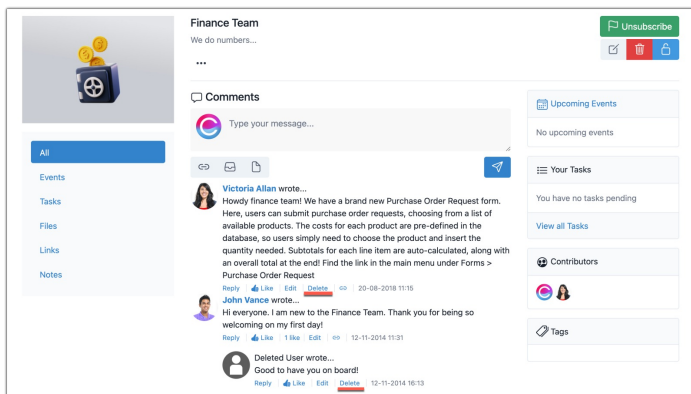 Finance Team
We do numbers...
...
Unsubscribe
All
Events
Tasks
Files
Links
Notes
Comments
Type your message...
Victoria Allan wrote...
Howdy finance team! We have a brand new Purchase Order Request form.
Here, users can submit purchase order requests, choosing from a list of
available products. The costs for each product are pre-defined in the
database, so users simply need to choose the product and insert the
quantity needed. Subtotals for each line item are auto-calculated, along with
an overall total at the end! Find the link in the main menu under Forms >
Purchase Order Request
Reply Like Edit Delete 20-08-2018 11:15
John Vance wrote...
Hi everyone. I am new to the Finance Team. Thank you for being so
welcoming on my first day!
Reply Like 1 like Edit 12-11-2014 11:31
Deleted User wrote...
Good to have you on board!
Reply Like Edit Delete 12-11-2014 16:13
Upcoming Events
No upcoming events
Your Tasks
You have no tasks pending
View all Tasks
Contributors
Tags